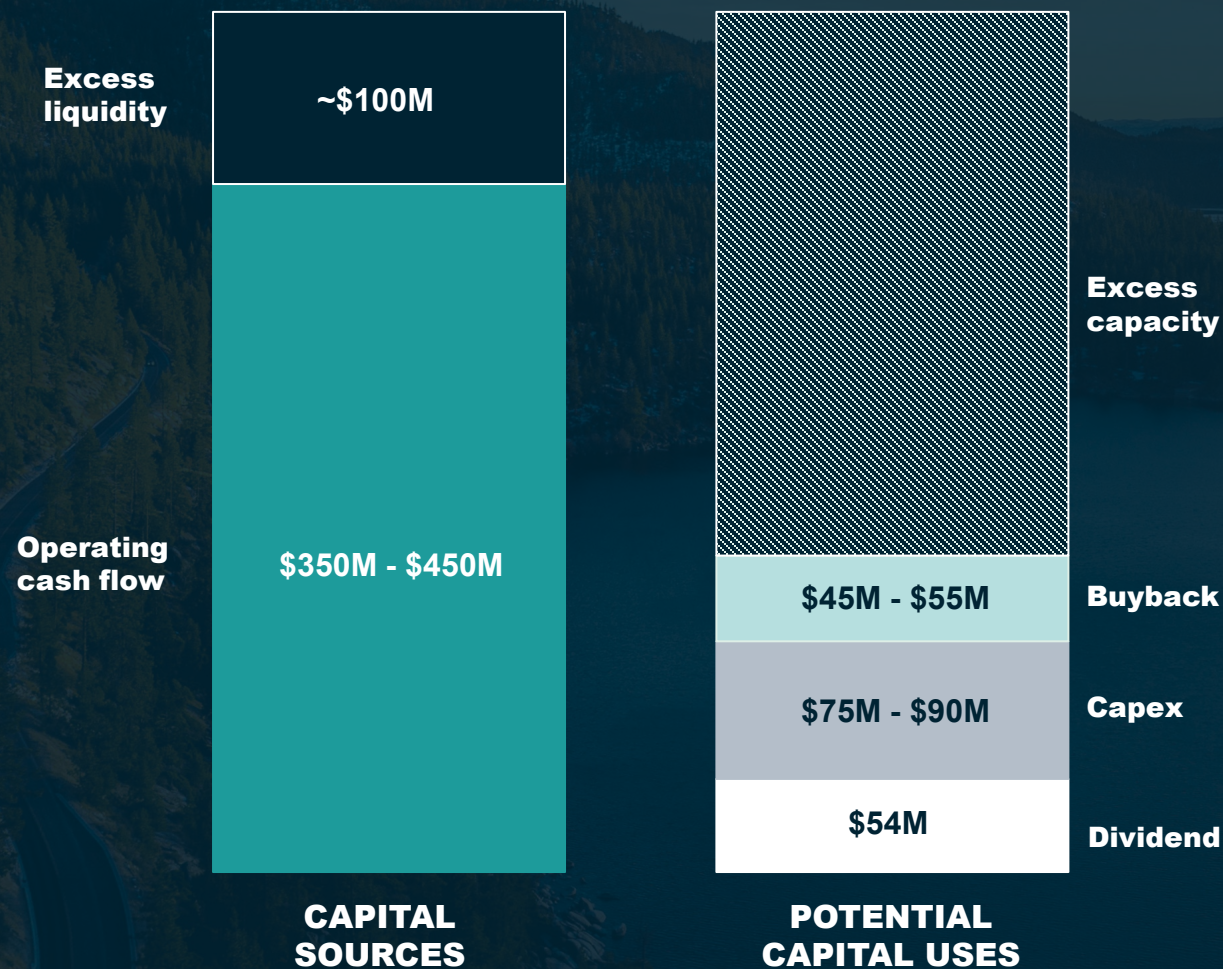 Excess
liquidity
~$100M
Operating
cash flow
$350M - $450M
CAPITAL
SOURCES
Excess
capacity
$45M - $55M
Buyback
$75M - $90M
Capex
$54M
Dividend
POTENTIAL
CAPITAL USES